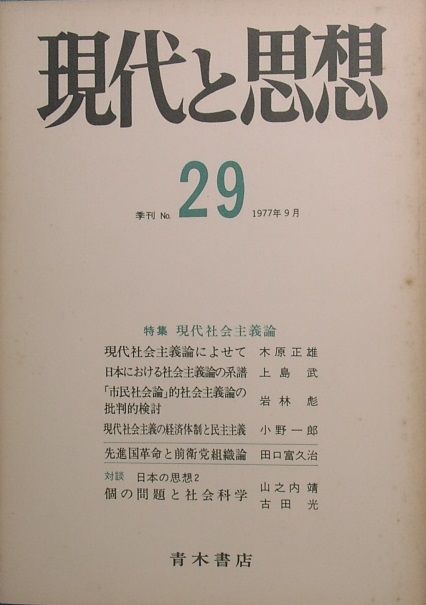 現代と思想
季刊 No. 29 1977年9月
特集 現代社会主義論
現代社会主義論によせて 木原正雄
日本における社会主義論の系譜 上島 武
「市民社会論」的社会主義論の
批判的検討 岩林 彪
現代社会主義の経済体制と民主主義 小野一郎
先進国革命と前衛党組織論 田口富久治
対談 日本の思想2
個の問題と社会科学 山之内 靖
古田 光
青木書店